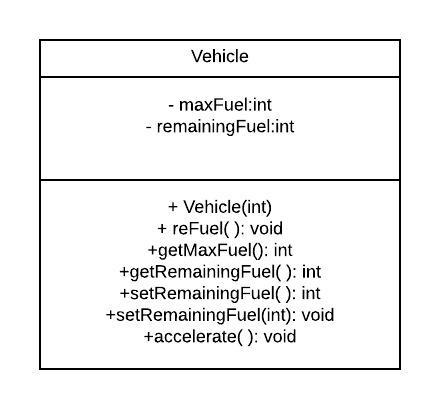 Vehicle
- maxFuel:int
- remainingFuel:int
+ Vehicle(int)
+ reFuel( ): void
+getMaxFuel(): int
+getRemainingFuel( ): int
+setRemainingFuel( ): int
+setRemainingFuel(int): void
+accelerate( ): void